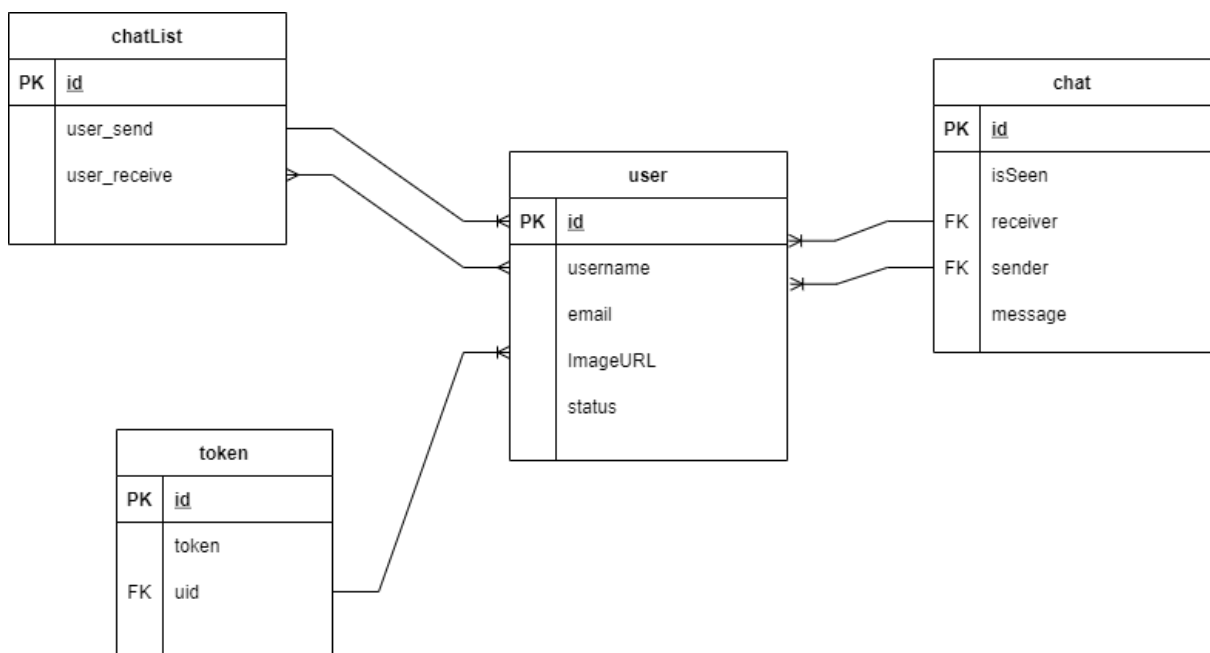 chatList
PK id
user_send
user_receive
chat
PK id
isSeen
FK receiver
FK sender
message
user
PK id
username
email
ImageURL
status
token
PK id
token
FK uid